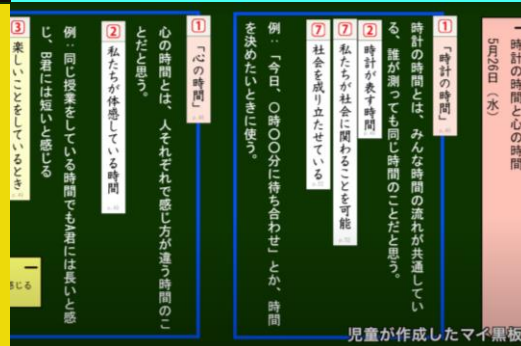 時計の時間と心の時間
5月26日(水)
①「時計の時間」
時計の時間とは、みんな時間の流れが共通してい
る、誰が測っても同じ時間のことだと思う。
②時計が表す時間
⑦私たちが社会に関わることを可能
⑦社会を成り立たせている
例:「今日、〇時〇〇分に待ち合わせ」とか、時間
を決めたいときに使う。
①「心の時間」
心の時間とは、人それぞれで感じ方が違う時間のこ
とだと思う。
②私たちが体感している時間
例:同じ授業をしている時間でもA君には長いと感
じ、B君には短いと感じる
③楽しいことをしているとき
じる
児童が作成したマイ黒板